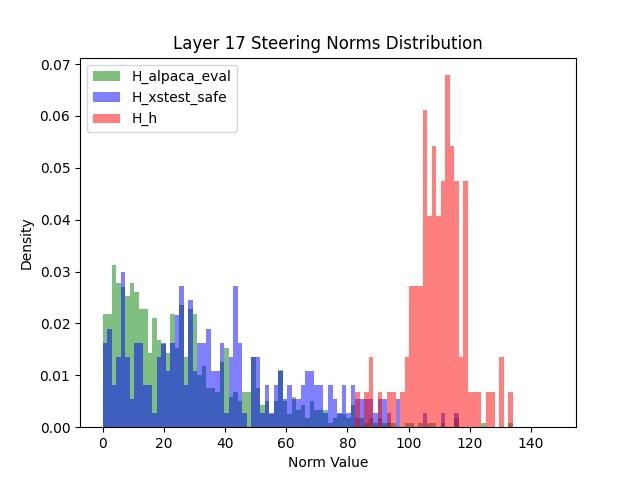 Layer 17 Steering Norms Distribution
H_alpaca_eval
H_xstest_safe
H_h
Density
0.07
0.06
0.05
0.04
0.03
0.02
0.01
0.00
0 20 40 60 80 100 120 140
Norm Value